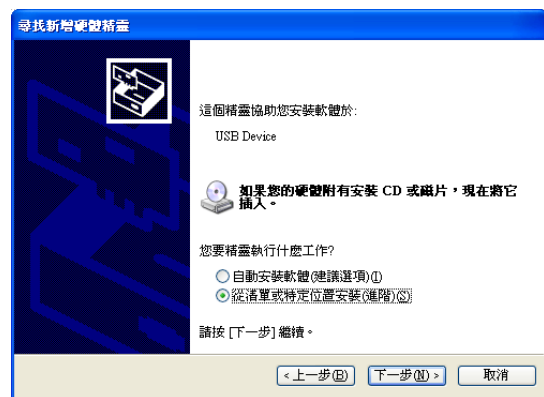 尋找新增硬體精靈
這個精靈協助您安裝軟體於:
USB Device
如果您的硬體附有安裝 CD 或磁片，現在將它
插入。
您要精靈執行什麼工作?
自動安裝軟體(建議選項)(I)
從清單或特定位置安裝(進階)(S)
請按 [下一步] 繼續。
<上一步(B) 下一步(N)> 取消